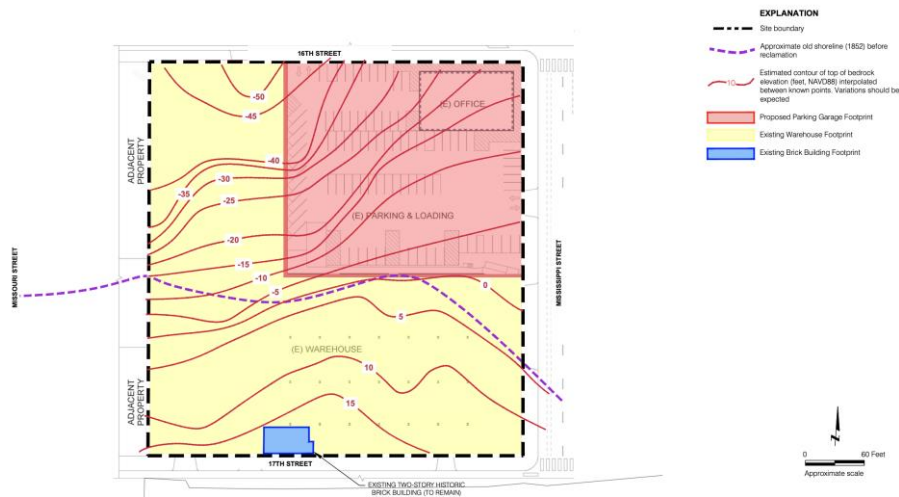 EXPLANATION
Site boundary
Approximate old shoreline (1852) before
reclamation
10
Estimated contour of top of bedrock
elevation (feet, NAVD88) interpolated
between known points. Variations should be
expected
Proposed Parking Garage Footprint
Existing Warehouse Footprint
Existing Brick Building Footprint
16TH STREET
-50
-45
(E) OFFICE
ADJACENT
PROPERTY
-40
-35
-30
-25
(E) PARKING & LOADING
-20
-15
-10
-5
0
5
MISSOURI STREET
MISSISSIPPI STREET
(E) WAREHOUSE
10
15
ADJACENT
PROPERTY
17TH STREET
EXISTING TWO-STORY HISTORIC
BRICK BUILDING (TO REMAIN)
N
0 60 Feet
Approximate scale